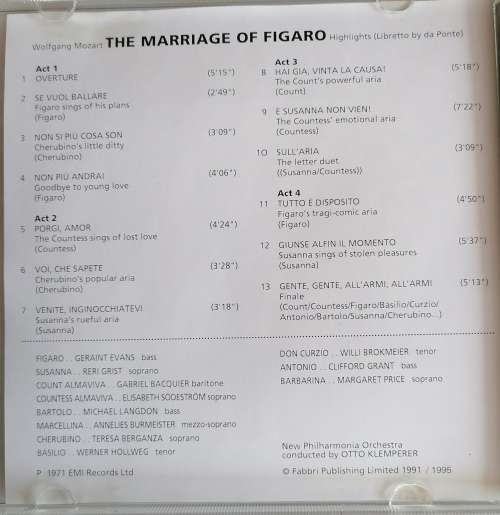 Wolfgang Mozart THE MARRIAGE OF FIGARO Highlights (Libretto by da Ponte)
Act 1
1 OVERTURE (5'15")
2 SE VUOL BALLARE (2'49")
Figaro sings of his plans
(Figaro)
3 NON SI PIÙ COSA SON (3'09")
Cherubino's little ditty
(Cherubino)
4 NON PIÙ ANDRAI (4'06")
Goodbye to young love
(Figaro)
Act 2
5 PORGI, AMOR (4'24")
The Countess sings of lost love
(Countess)
6 VOI, CHE SAPETE (3'28")
Cherubino's popular aria
(Cherubino)
7 VENITE, INGINOCCHIATEVI (3'18")
Susanna's rueful aria
(Susanna)
Act 3
8 HAI GIA, VINTA LA CAUSA! (5'18")
The Count's powerful aria
(Count)
9 E SUSANNA NON VIEN! (7'22")
The Countess' emotional aria
(Countess)
10 SULL'ARIA (3'09")
The letter duet
((Susanna/Countess))
Act 4
11 TUTTO E DISPOSITO (4'50")
Figaro's tragi-comic aria
(Figaro)
12 GIUNSE ALFIN IL MOMENTO (5'37")
Susanna sings of stolen pleasures
(Susanna)
13 GENTE, GENTE, ALL'ARMI, ALL'ARMI (5'13")
Finale
(Count/Countess/Figaro/Basilio/Curzio/
Antonio/Bartolo/Susanna/Cherubino...)
FIGARO . . GERAINT EVANS bass
SUSANNA . . RERI GRIST soprano
COUNT ALMAVIVA . . GABRIEL BACQUIER baritone
COUNTESS ALMAVIVA . . ELISABETH SÖDESTRÖM soprano
BARTOLO . . MICHAEL LANGDON bass
MARCELLINA . . ANNELIES BURMEISTER mezzo-soprano
CHERUBINO . . TERESA BERGANZA soprano
BASILIO . . WERNER HOLLWEG tenor
DON CURZIO . . WILLI BROKMEIER tenor
ANTONIO . . CLIFFORD GRANT bass
BARBARINA . . MARGARET PRICE soprano
New Philharmonia Orchestra
conducted by OTTO KLEMPERER
P 1971 EMI Records Ltd
© Fabbri Publishing Limited 1991 / 1995